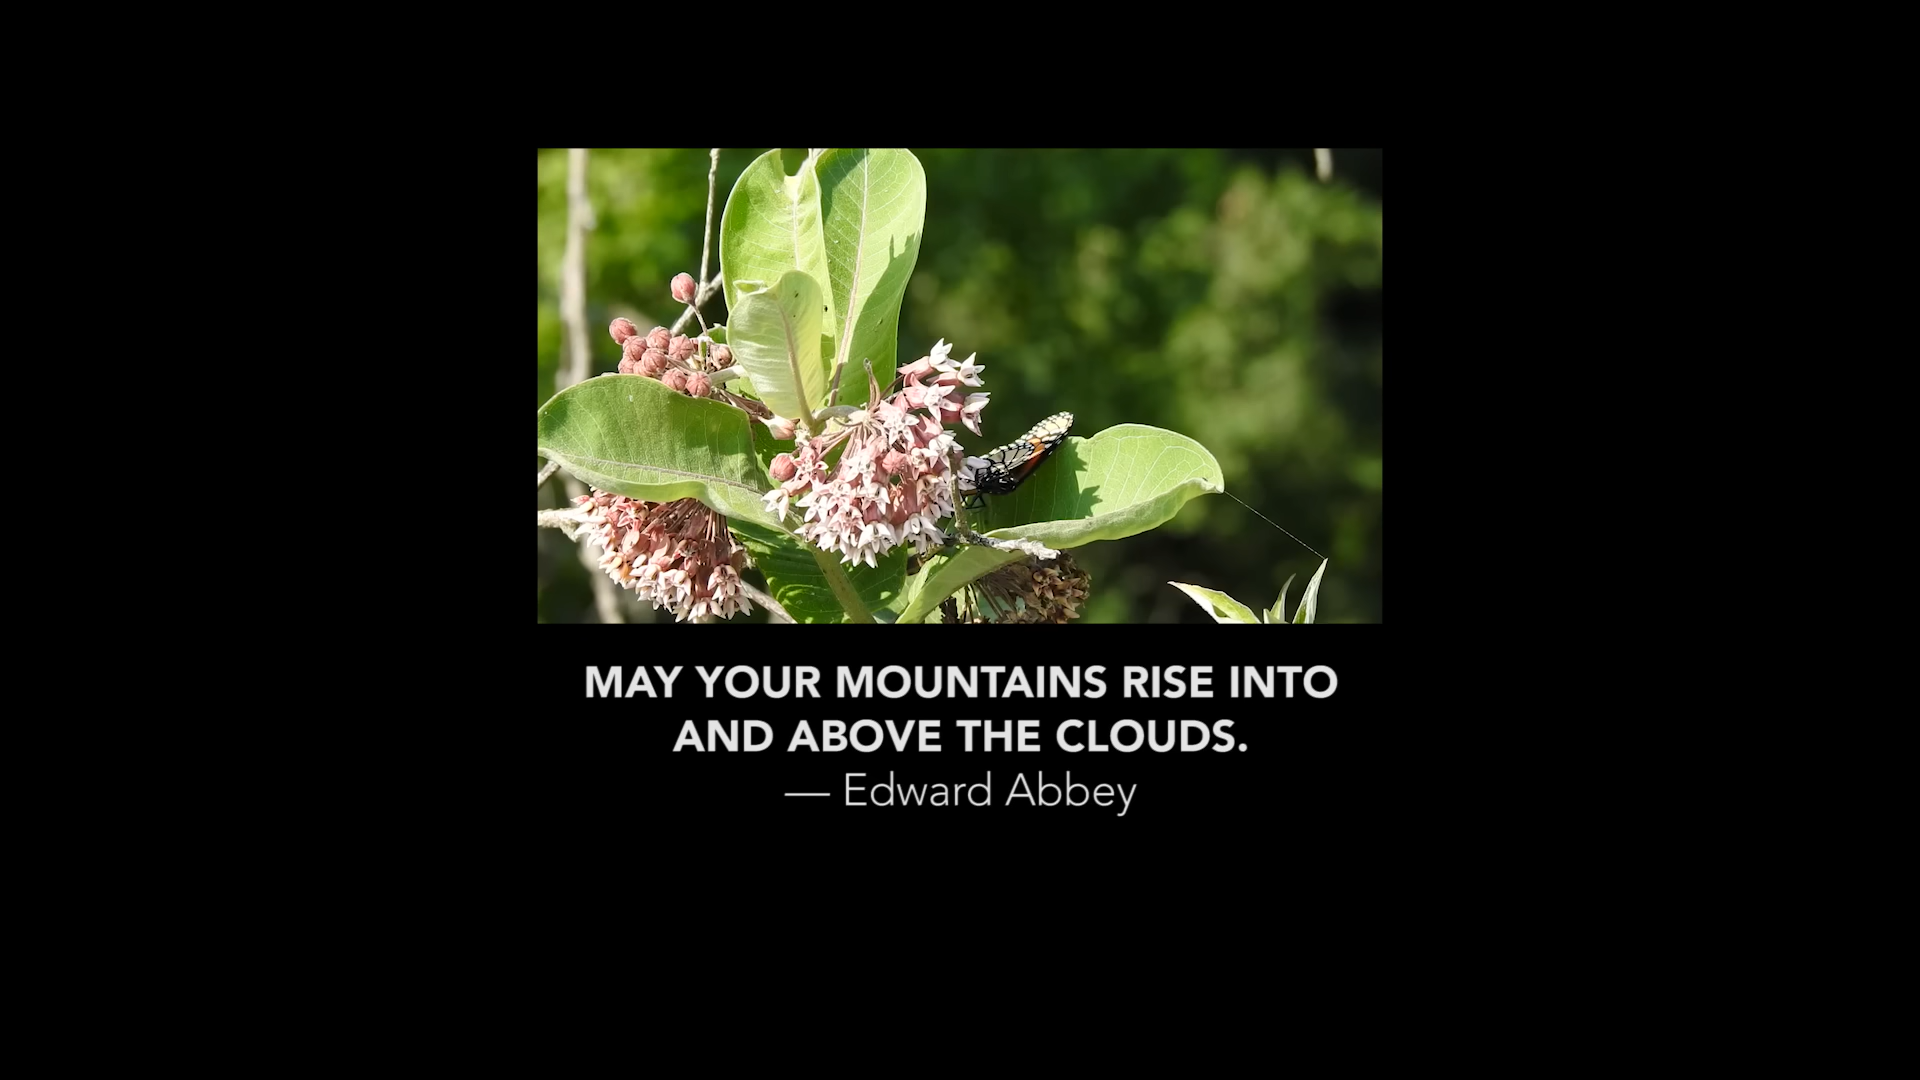 MAY YOUR MOUNTAINS RISE INTO
AND ABOVE THE CLOUDS.
— Edward Abbey